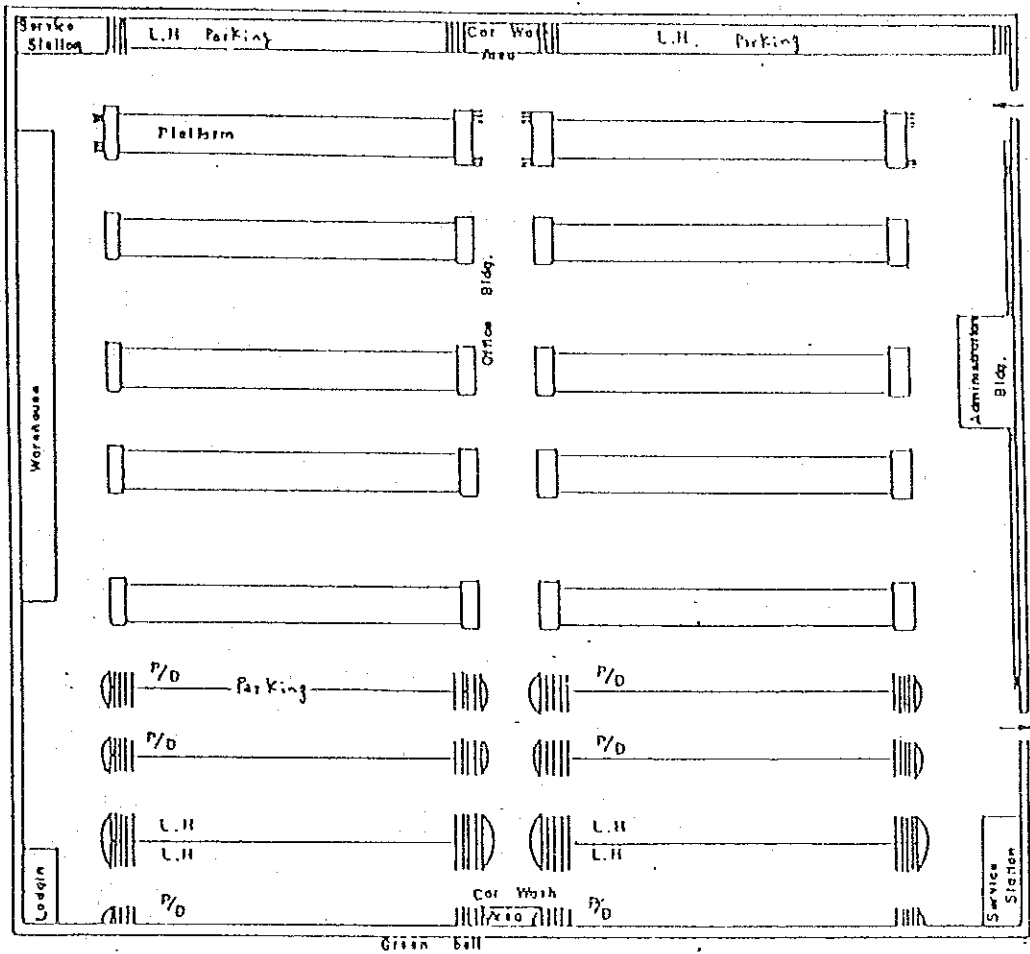 Service
Station
L.H Parking
Car Wash
Area
L.H. Parking
Platform
Office Bldg.
Administration
Bldg.
Warehouse
P/D
Parking
P/D
P/D
P/D
L.H
L.H
L.H
L.H
Lodgin
P/D
Car Wash
Area
P/D
Service
Station
Green belt